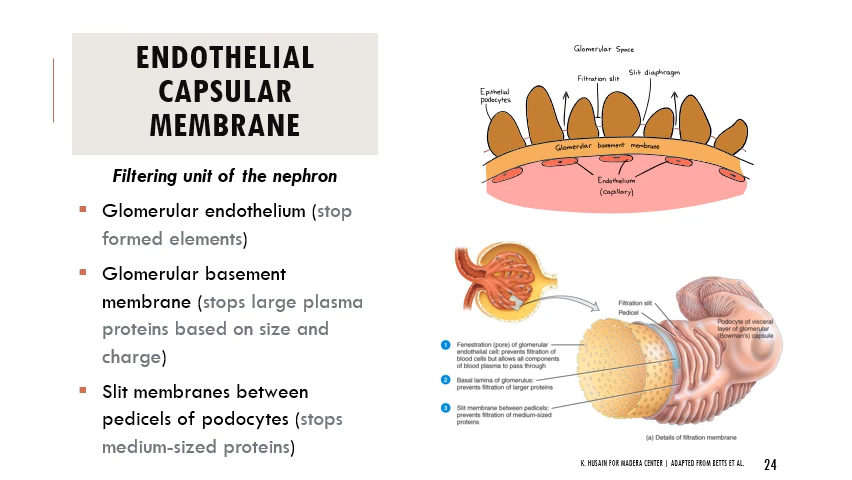 ENDOTHELIAL
CAPSULAR
MEMBRANE
Filtering unit of the nephron
Glomerular endothelium (stop
formed elements)
Glomerular basement
membrane (stops large plasma
proteins based on size and
charge)
Slit membranes between
pedicels of podocytes (stops
medium-sized proteins)
Glomerular Space
Filtration slit
Slit diaphragm
Epithelial
podocytes
Glomerular basement membrane
Endothelium
(capillary)
Filtration slit
Pedicel
Podocyte of visceral
layer of glomerular
(Bowman's) capsule
1 Fenestration (pore) of glomerular
endothelial cell: prevents filtration of
blood cells but allows all components
of blood plasma to pass through
2 Basal lamina of glomerulus:
prevents filtration of larger proteins
3 Slit membrane between pedicels:
prevents filtration of medium-sized
proteins
(a) Details of filtration membrane
K. HUSAIN FOR MADERA CENTER | ADAPTED FROM BETTS ET AL.
24